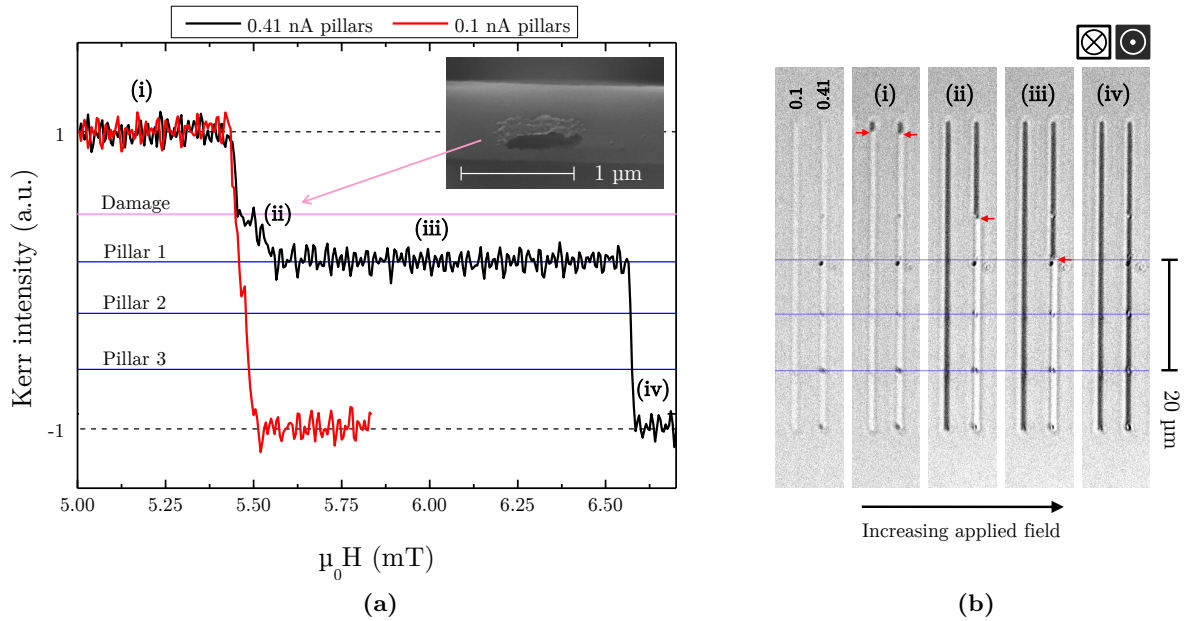 0.41 nA pillars 0.1 nA pillars
Kerr intensity (a.u.)
1
-1
(i)
Damage
(ii)
(iii)
Pillar 1
Pillar 2
Pillar 3
(iv)
1 µm
5.00 5.25 5.50 5.75 6.00 6.25 6.50
µ0H (mT)
(a)
0.1 0.41 (i) (ii) (iii) (iv)
20 µm
Increasing applied field
(b)